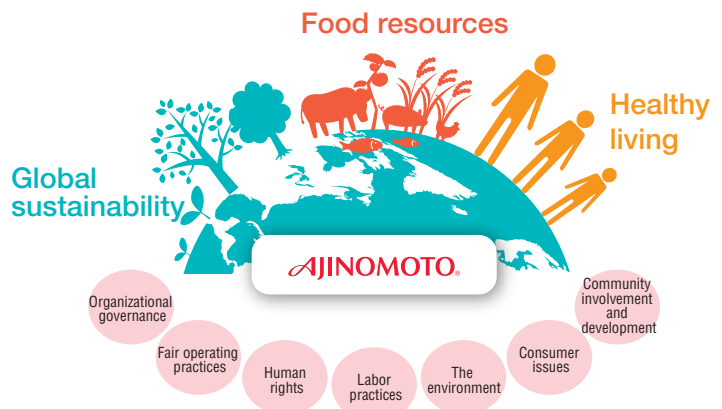 Food resources
Healthy
living
Global
sustainability
AJINOMOTO®
Organizational
governance
Fair operating
practices
Human
rights
Labor
practices
The
environment
Consumer
issues
Community
involvement
and
development